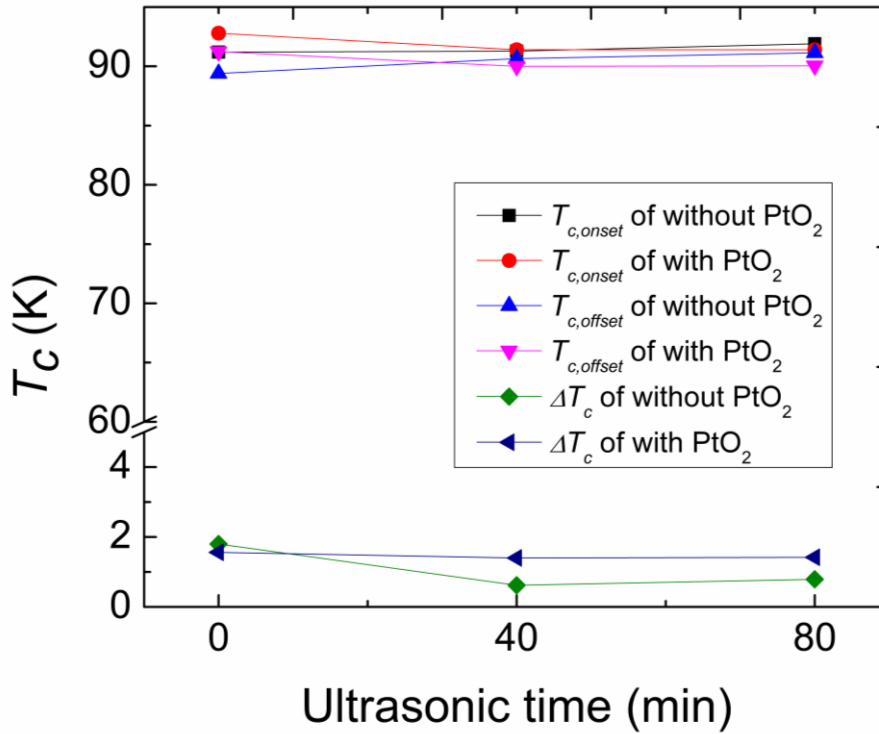 90
80
70
60
4
2
0
T_c (K)
T_c,onset of without PtO₂
T_c,onset of with PtO₂
T_c,offset of without PtO₂
T_c,offset of with PtO₂
ΔT_c of without PtO₂
ΔT_c of with PtO₂
0 40 80
Ultrasonic time (min)